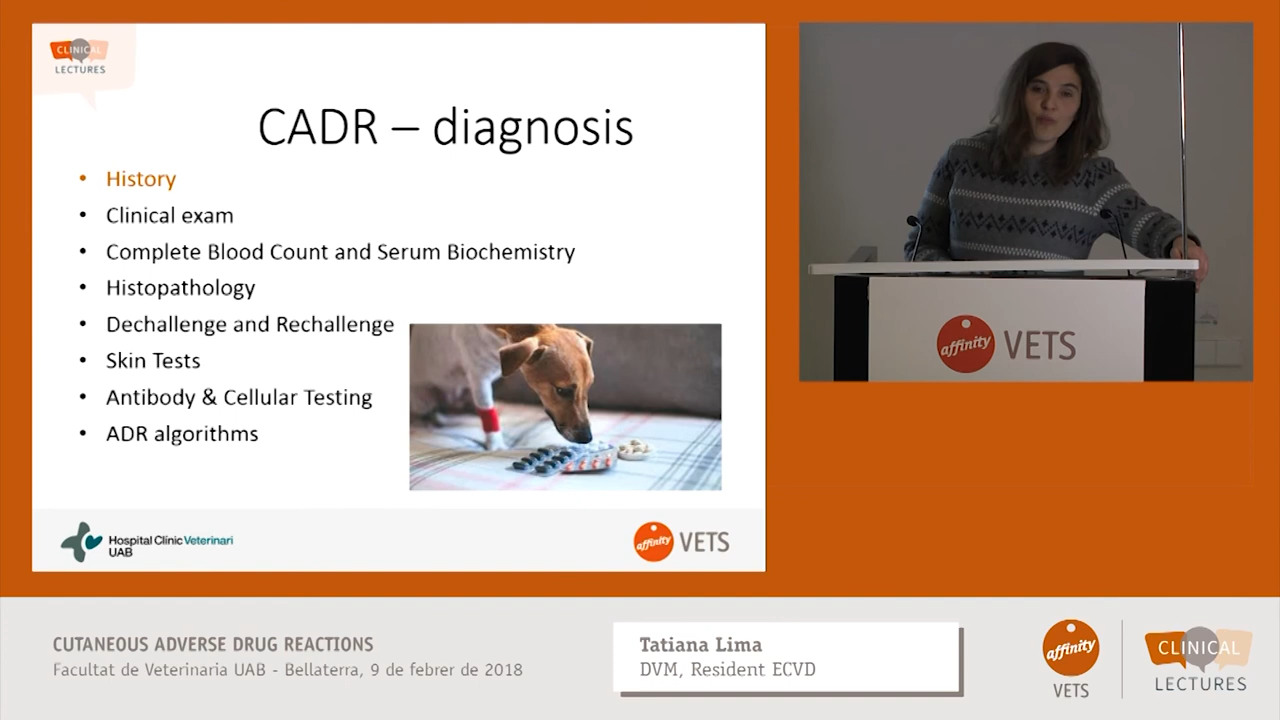 CLINICAL
LECTURES
CADR – diagnosis
• History
• Clinical exam
• Complete Blood Count and Serum Biochemistry
• Histopathology
• Dechallenge and Rechallenge
• Skin Tests
• Antibody & Cellular Testing
• ADR algorithms
Hospital Clínic Veterinari
UAB
affinity VETS
affinity VETS
CUTANEOUS ADVERSE DRUG REACTIONS
Facultat de Veterinaria UAB - Bellaterra, 9 de febrer de 2018
Tatiana Lima
DVM, Resident ECVD
affinity
VETS
CLINICAL
LECTURES